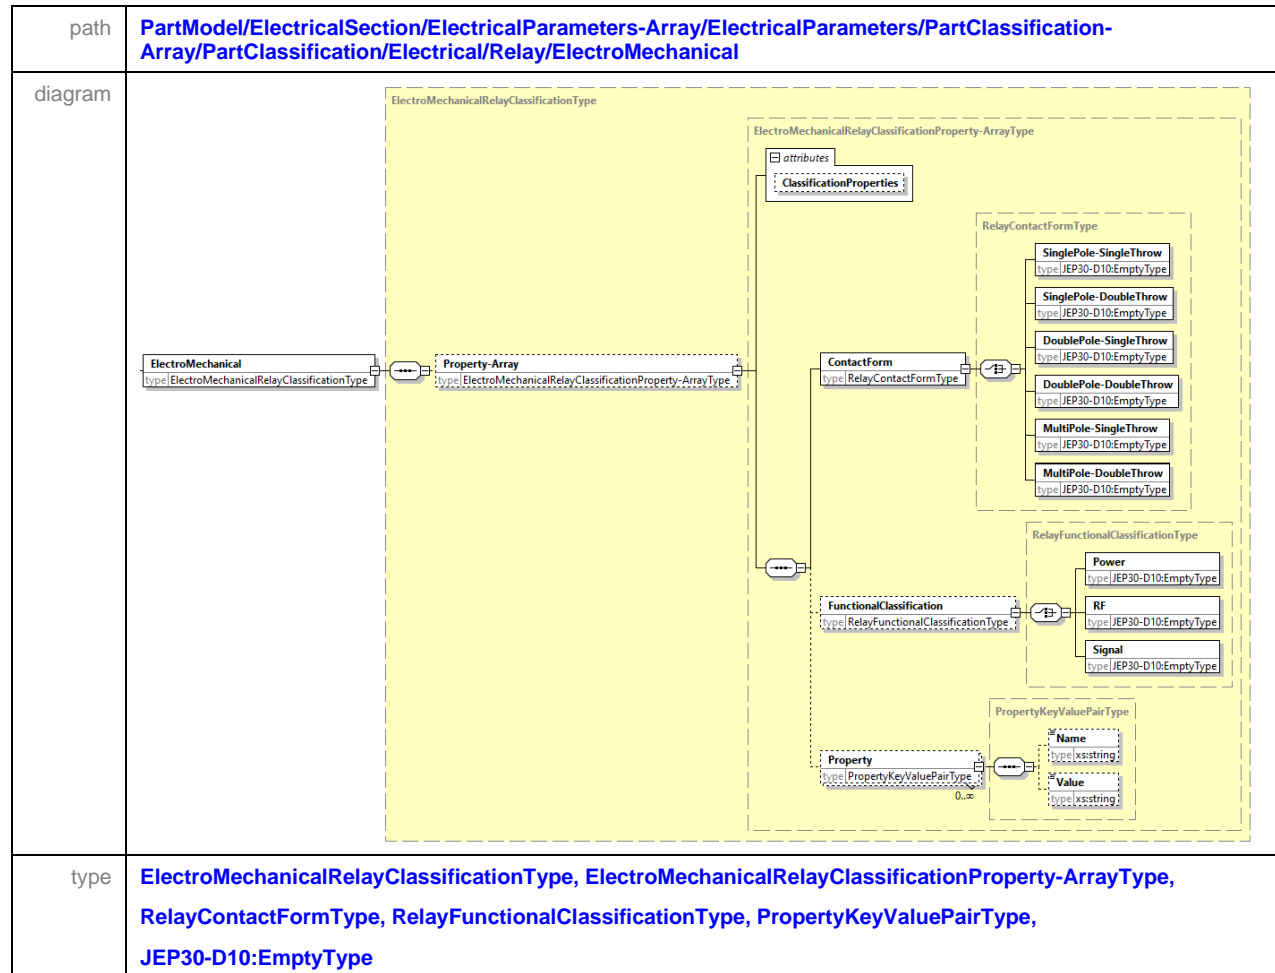 path
PartModel/ElectricalSection/ElectricalParameters-Array/ElectricalParameters/PartClassification-
Array/PartClassification/Electrical/Relay/ElectroMechanical
diagram
ElectroMechanicalRelayClassificationType
ElectroMechanicalRelayClassificationProperty-ArrayType
attributes
ClassificationProperties
RelayContactFormType
SinglePole-SingleThrow
type JEP30-D10:EmptyType
SinglePole-DoubleThrow
type JEP30-D10:EmptyType
DoublePole-SingleThrow
type JEP30-D10:EmptyType
DoublePole-DoubleThrow
type JEP30-D10:EmptyType
MultiPole-SingleThrow
type JEP30-D10:EmptyType
MultiPole-DoubleThrow
type JEP30-D10:EmptyType
ElectroMechanical
type ElectroMechanicalRelayClassificationType
Property-Array
type ElectroMechanicalRelayClassificationProperty-ArrayType
ContactForm
type RelayContactFormType
RelayFunctionalClassificationType
Power
type JEP30-D10:EmptyType
RF
type JEP30-D10:EmptyType
Signal
type JEP30-D10:EmptyType
FunctionalClassification
type RelayFunctionalClassificationType
PropertyKeyValuePairType
Name
type xs:string
Value
type xs:string
Property
type PropertyKeyValuePairType
0..∞
type
ElectroMechanicalRelayClassificationType, ElectroMechanicalRelayClassificationProperty-ArrayType,
RelayContactFormType, RelayFunctionalClassificationType, PropertyKeyValuePairType,
JEP30-D10:EmptyType